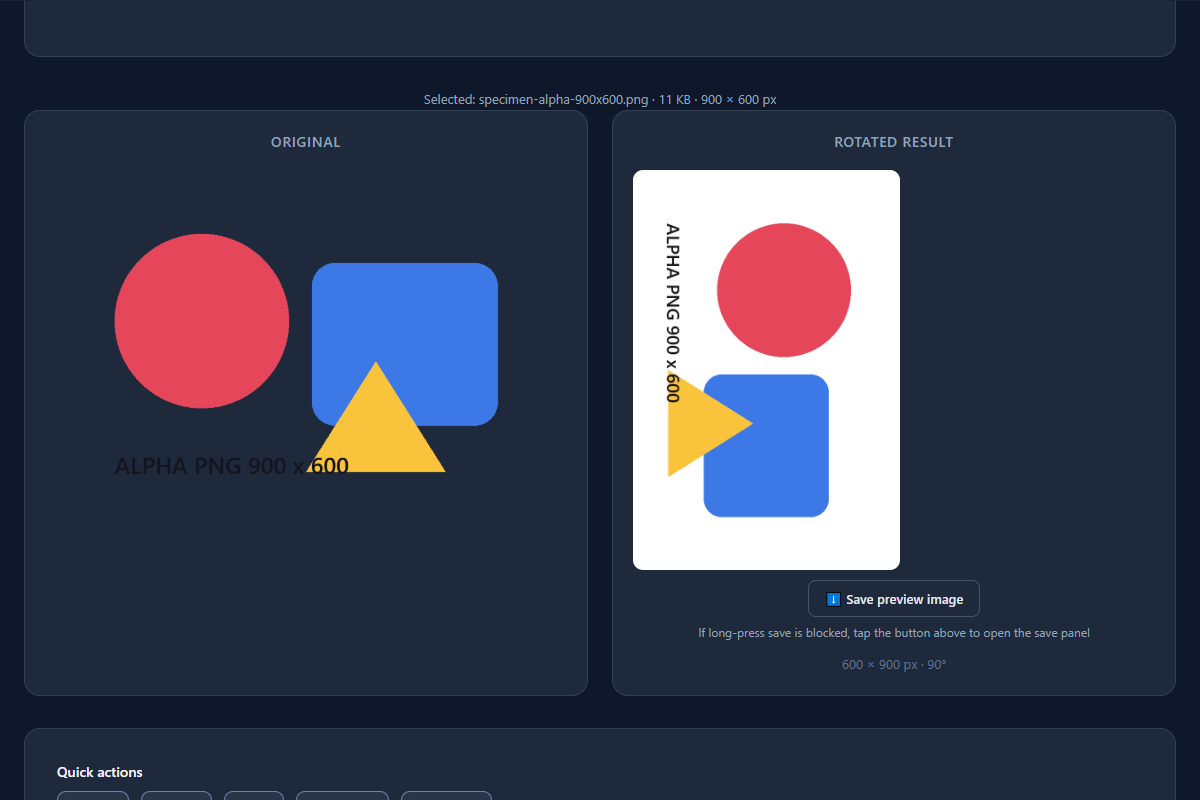 Selected: specimen-alpha-900x600.png · 11 KB · 900 × 600 px
ORIGINAL
ALPHA PNG 900 x 600
ROTATED RESULT
ALPHA PNG 900 x 600
Save preview image
If long-press save is blocked, tap the button above to open the save panel
600 × 900 px · 90°
Quick actions